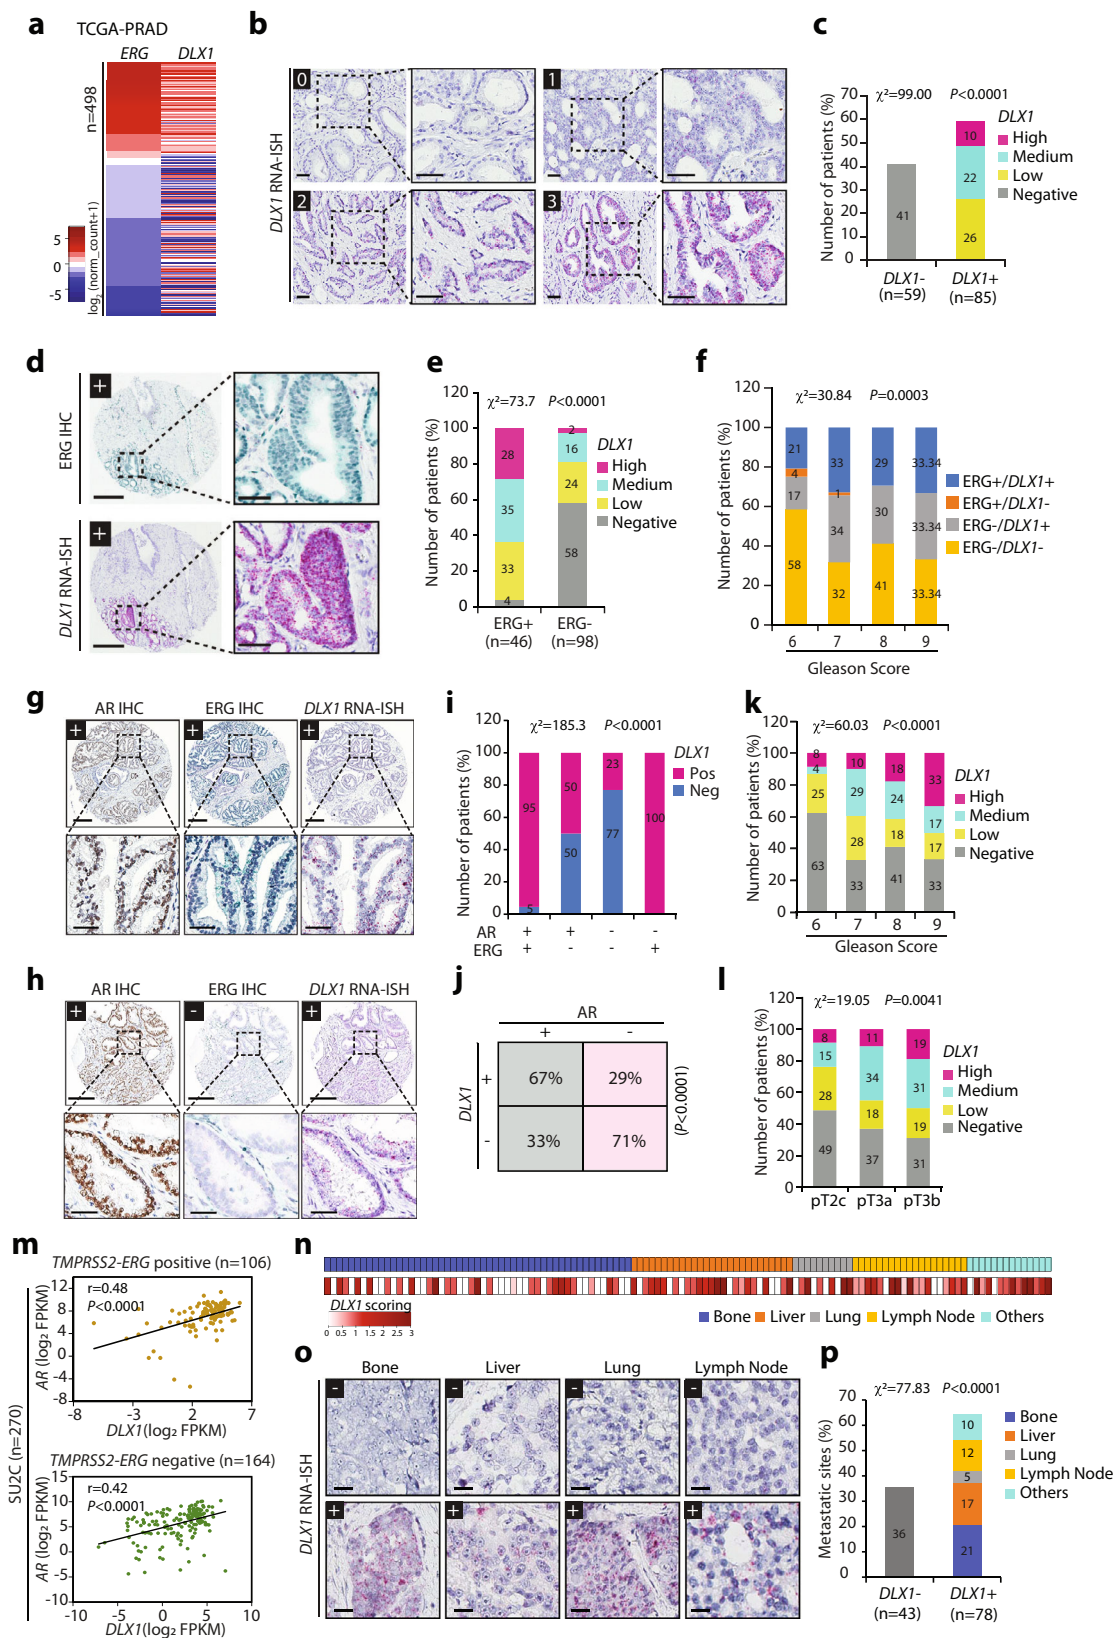 a
TCGA-PRAD
ERG DLX1
n=498
5
0
-5
log₂ (norm_count+1)
b
DLX1 RNA-ISH
0
1
2
3
c
χ²=99.00 P<0.0001
Number of patients (%)
70
60
50
40
30
20
10
0
41
10
22
26
DLX1
High
Medium
Low
Negative
DLX1- DLX1+
(n=59) (n=85)
d
ERG IHC
+
DLX1 RNA-ISH
+
e
χ²=73.7 P<0.0001
Number of patients (%)
120
100
80
60
40
20
0
28
35
33
4
2
16
24
58
DLX1
High
Medium
Low
Negative
ERG+ ERG-
(n=46) (n=98)
f
χ²=30.84 P=0.0003
Number of patients (%)
120
100
80
60
40
20
0
21 33 29 33.34
4 1
17 34 30 33.34
58 32 41 33.34
ERG+/DLX1+
ERG+/DLX1-
ERG-/DLX1+
ERG-/DLX1-
6 7 8 9
Gleason Score
g
AR IHC ERG IHC DLX1 RNA-ISH
+ + +
h
AR IHC ERG IHC DLX1 RNA-ISH
+ - +
i
χ²=185.3 P<0.0001
Number of patients (%)
120
100
80
60
40
20
0
95 50 23 100
5 50 77
DLX1
Pos
Neg
AR + + - -
ERG + - - +
j
AR
+ -
DLX1
+ 67% 29%
- 33% 71%
(P<0.0001)
k
χ²=60.03 P<0.0001
Number of patients (%)
120
100
80
60
40
20
0
8 10 18 33
4 29 24 17
25 28 18 17
63 33 41 33
DLX1
High
Medium
Low
Negative
6 7 8 9
Gleason Score
l
χ²=19.05 P=0.0041
Number of patients (%)
120
100
80
60
40
20
0
8 11 19
15 34 31
28 18 19
49 37 31
DLX1
High
Medium
Low
Negative
pT2c pT3a pT3b
m
SU2C (n=270)
TMPRSS2-ERG positive (n=106)
r=0.48
P<0.0001
AR (log₂ FPKM)
12
8
4
0
-4
-8
-8 -3 2 7
DLX1(log₂ FPKM)
TMPRSS2-ERG negative (n=164)
r=0.42
P<0.0001
AR (log₂ FPKM)
15
10
5
0
-5
-10
-10 -5 0 5 10
DLX1(log₂ FPKM)
n
DLX1 scoring
0 0.5 1 1.5 2 2.5 3
Bone Liver Lung Lymph Node Others
o
DLX1 RNA-ISH
Bone Liver Lung Lymph Node
- - - -
+ + + +
p
χ²=77.83 P<0.0001
Metastatic sites (%)
70
60
50
40
30
20
10
0
36
10
12
5
17
21
Bone
Liver
Lung
Lymph Node
Others
DLX1- DLX1+
(n=43) (n=78)